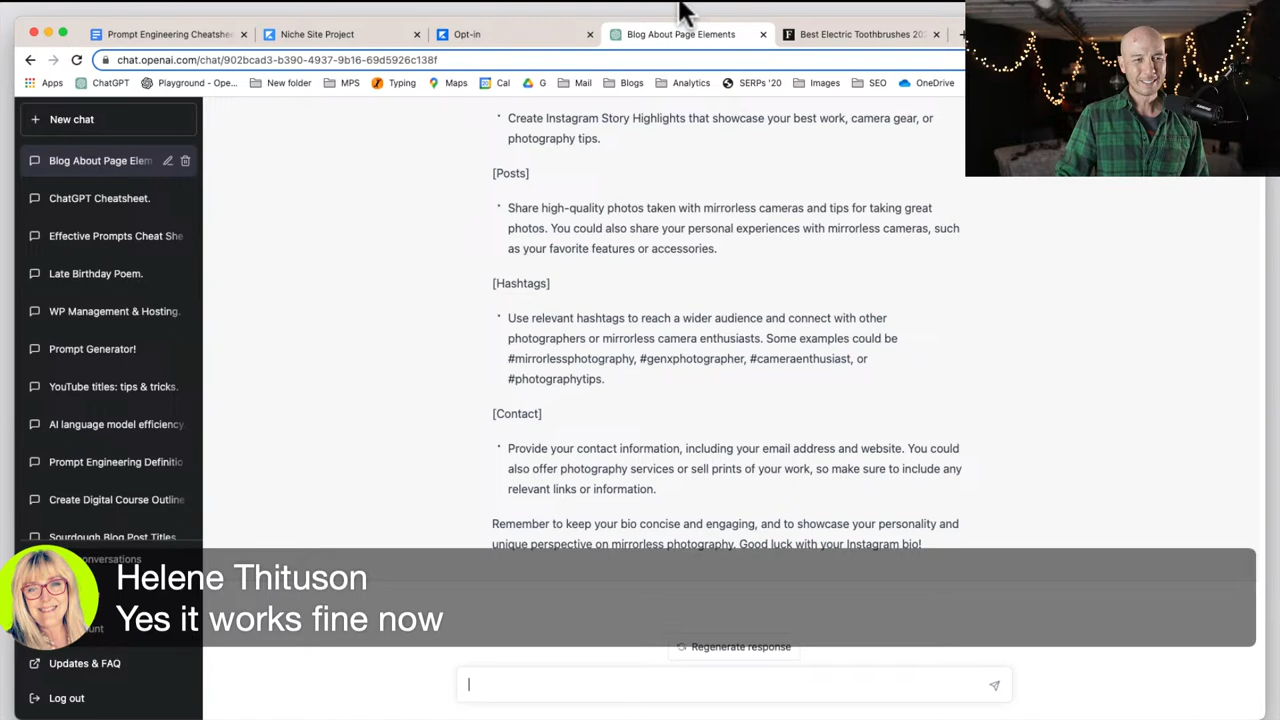 Prompt Engineering Cheatshe
Niche Site Project
Opt-in
Blog About Page Elements
Best Electric Toothbrushes 202
chat.openai.com/chat/902bcad3-b390-4937-9b16-69d5926c138f
Apps
ChatGPT
Playground - Ope...
New folder
MPS
Typing
Maps
Cal
G
Mail
Blogs
Analytics
SERPs '20
Images
SEO
OneDrive
New chat
Blog About Page Elem
ChatGPT Cheatsheet.
Effective Prompts Cheat She
Late Birthday Poem.
WP Management & Hosting.
Prompt Generator!
YouTube titles: tips & tricks.
AI language model efficiency.
Prompt Engineering Definitio
Create Digital Course Outline
Sourdough Blog Post Titles
conversations
Updates & FAQ
Log out
· Create Instagram Story Highlights that showcase your best work, camera gear, or
photography tips.
[Posts]
· Share high-quality photos taken with mirrorless cameras and tips for taking great
photos. You could also share your personal experiences with mirrorless cameras, such
as your favorite features or accessories.
[Hashtags]
· Use relevant hashtags to reach a wider audience and connect with other
photographers or mirrorless camera enthusiasts. Some examples could be
#mirrorlessphotography, #genxphotographer, #cameraenthusiast, or
#photographytips.
[Contact]
· Provide your contact information, including your email address and website. You could
also offer photography services or sell prints of your work, so make sure to include any
relevant links or information.
Remember to keep your bio concise and engaging, and to showcase your personality and
unique perspective on mirrorless photography. Good luck with your Instagram bio!
Helene Thituson
Yes it works fine now
Regenerate response